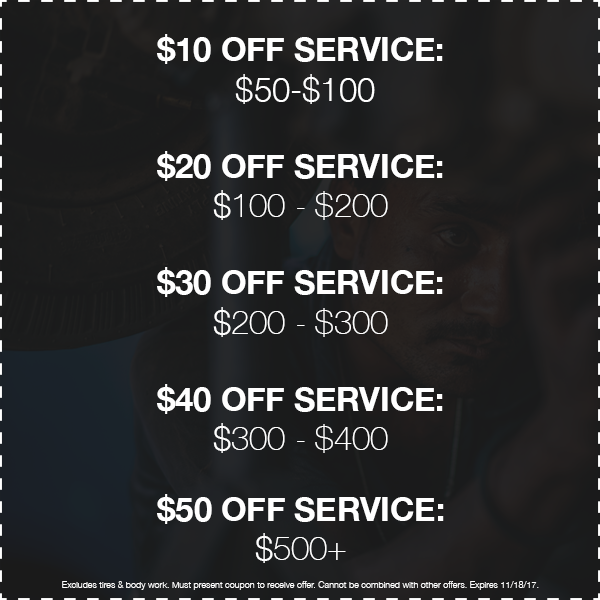 $10 OFF SERVICE:
$50-$100
$20 OFF SERVICE:
$100 - $200
$30 OFF SERVICE:
$200 - $300
$40 OFF SERVICE:
$300 - $400
$50 OFF SERVICE:
$500+
Excludes tires & body work. Must present coupon to receive offer. Cannot be combined with other offers. Expires 11/18/17.